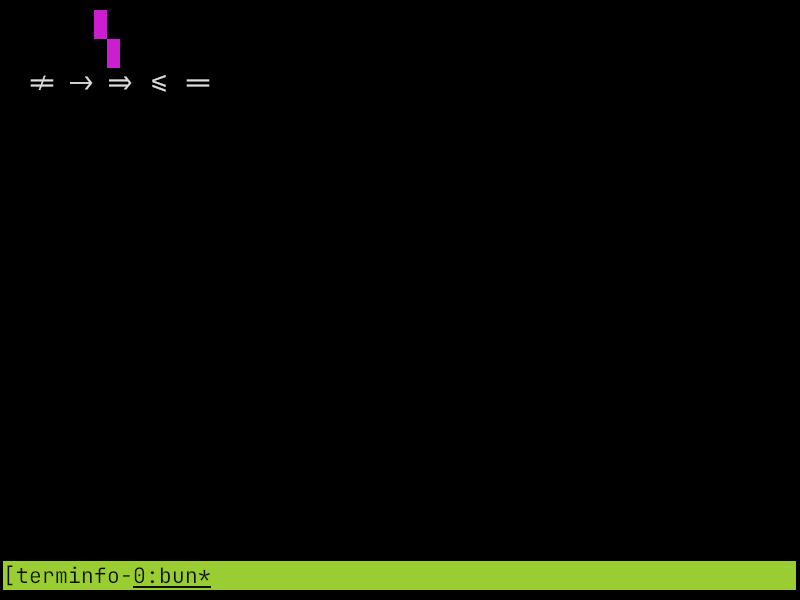 ≠ → ⇒ ⩽ ==
[terminfo-0:bun*